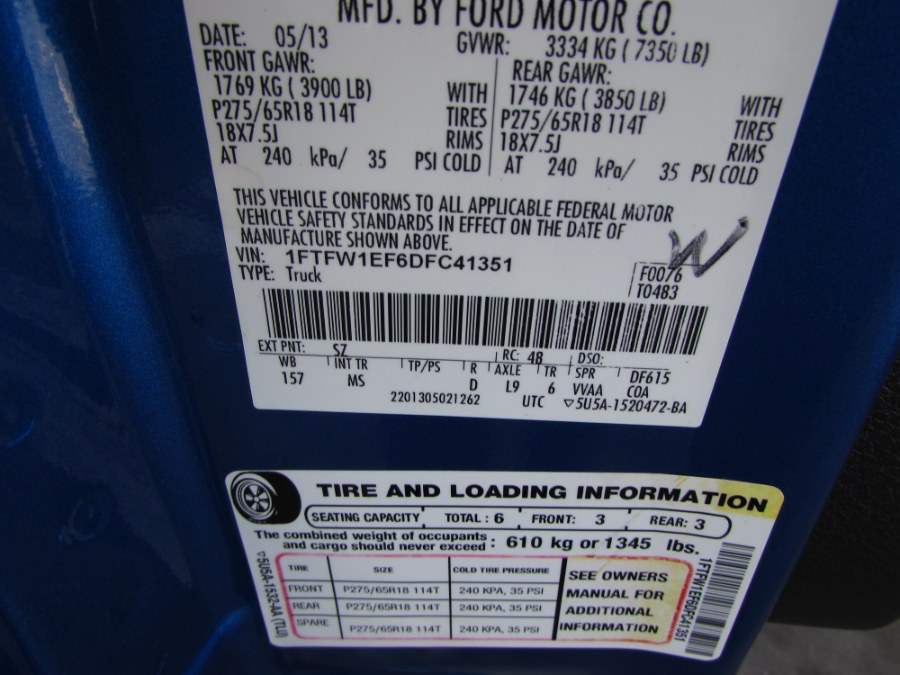 MFD. BY FORD MOTOR CO.
DATE: 05/13 GVWR: 3334 KG ( 7350 LB)
FRONT GAWR: REAR GAWR:
1769 KG ( 3900 LB) WITH 1746 KG ( 3850 LB) WITH
P275/65R18 114T TIRES P275/65R18 114T TIRES
18X7.5J RIMS 18X7.5J RIMS
AT 240 kPa/ 35 PSI COLD AT 240 kPa/ 35 PSI COLD
THIS VEHICLE CONFORMS TO ALL APPLICABLE FEDERAL MOTOR
VEHICLE SAFETY STANDARDS IN EFFECT ON THE DATE OF
MANUFACTURE SHOWN ABOVE.
VIN: 1FTFW1EF6DFC41351
TYPE: Truck F0076
T0483
W
EXT PNT: SZ RC: 48 DSO:
WB INT TR TP/PS R AXLE TR SPR DF615
157 MS D L9 6 VVAA COA
2201305021262 UTC ▽5U5A-1520472-BA
TIRE AND LOADING INFORMATION
SEATING CAPACITY TOTAL : 6 FRONT: 3 REAR: 3
The combined weight of occupants
and cargo should never exceed : 610 kg or 1345 lbs.
TIRE SIZE COLD TIRE PRESSURE
FRONT P275/65R18 114T 240 KPA, 35 PSI
REAR P275/65R18 114T 240 KPA, 35 PSI
SPARE P275/65R18 114T 240 KPA, 35 PSI
SEE OWNERS
MANUAL FOR
ADDITIONAL
INFORMATION
▽5U5A-1532-AA (TLU)
1FTFW1EF6DFC41351